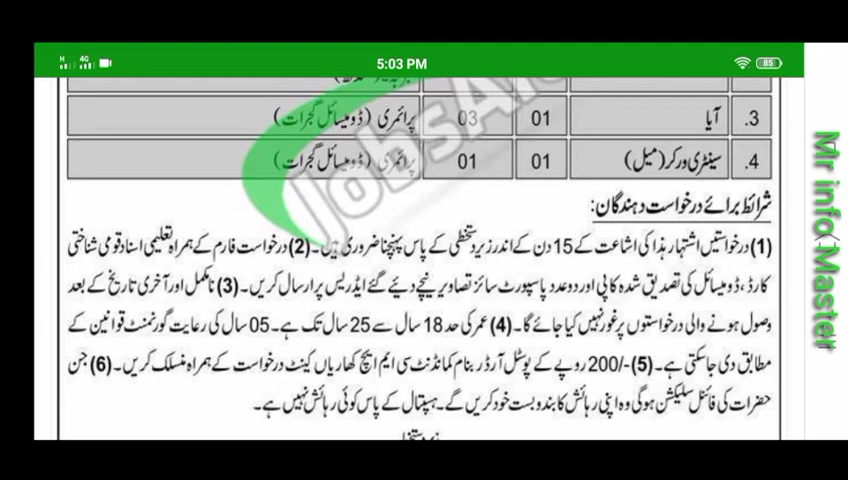 H 4G 5:03 PM 85
3. آیا 01 03 پرائمری (ڈومیسائل گجرات)
4. سینٹری ورکر (میل) 01 01 پرائمری (ڈومیسائل گجرات)
شرائط برائے درخواست دہندگان:
(1) درخواستیں اشتہار ہذا کی اشاعت کے 15 دن کے اندر زیر دستخطی کے پاس پہنچنا ضروری ہیں۔ (2) درخواست فارم کے ہمراہ تعلیمی اسناد قومی شناختی
کارڈ، ڈومیسائل کی تصدیق شدہ کاپی اور دو عدد پاسپورٹ سائز تصاویر نیچے دیئے گئے ایڈریس پر ارسال کریں۔ (3) نامکمل اور آخری تاریخ کے بعد
وصول ہونے والی درخواستوں پر غور نہیں کیا جائے گا۔ (4) عمر کی حد 18 سال سے 25 سال تک ہے۔ 05 سال کی رعایت گورنمنٹ قوانین کے
مطابق دی جاسکتی ہے۔ (5) -/200 روپے کے پوسٹل آرڈر بنام کمانڈنٹ سی ایم ایچ کھاریاں کینٹ درخواست کے ہمراہ منسلک کریں۔ (6) جن
حضرات کی فائنل سلیکشن ہوگی وہ اپنی رہائش کا بندوبست خود کریں گے۔ ہسپتال کے پاس کوئی رہائش نہیں ہے۔
Mr info Master